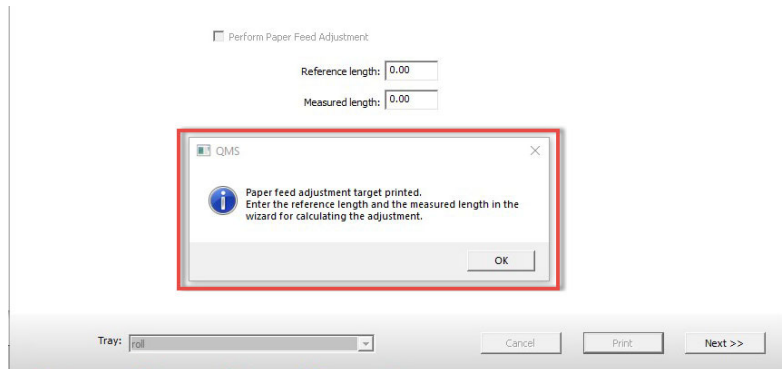 Perform Paper Feed Adjustment
Reference length: 0.00
Measured length: 0.00
QMS
Paper feed adjustment target printed.
Enter the reference length and the measured length in the
wizard for calculating the adjustment.
OK
Tray: roll Cancel Print Next >>